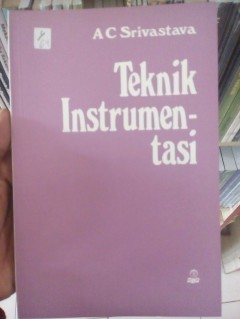 A C Srivastava
Teknik
Instrumen-
tasi